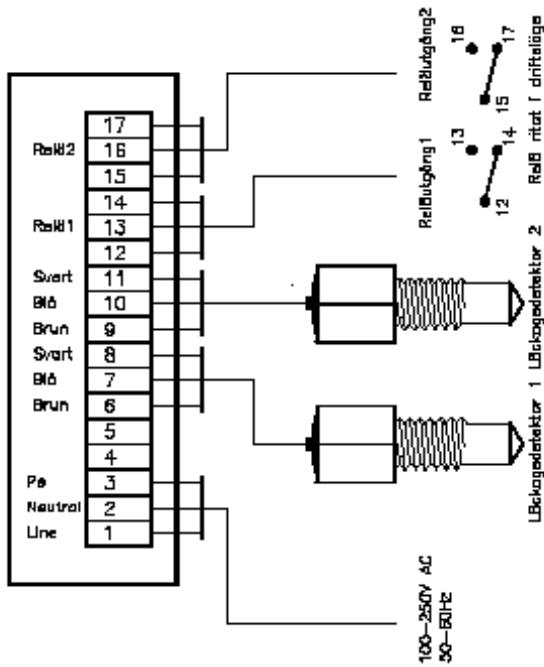 17
Relä2 16
15
14
Relä1 13
12
Svart 11
Blå 10
Brun 9
Svart 8
Blå 7
Brun 6
5
4
Pe 3
Neutral 2
Line 1
100-250V AC
50-60Hz
Läckagedetektor 1
Läckagedetektor 2
Reläutgång1
13
14
12
Reläutgång2
16
17
15
Relä ritat i driftsläge